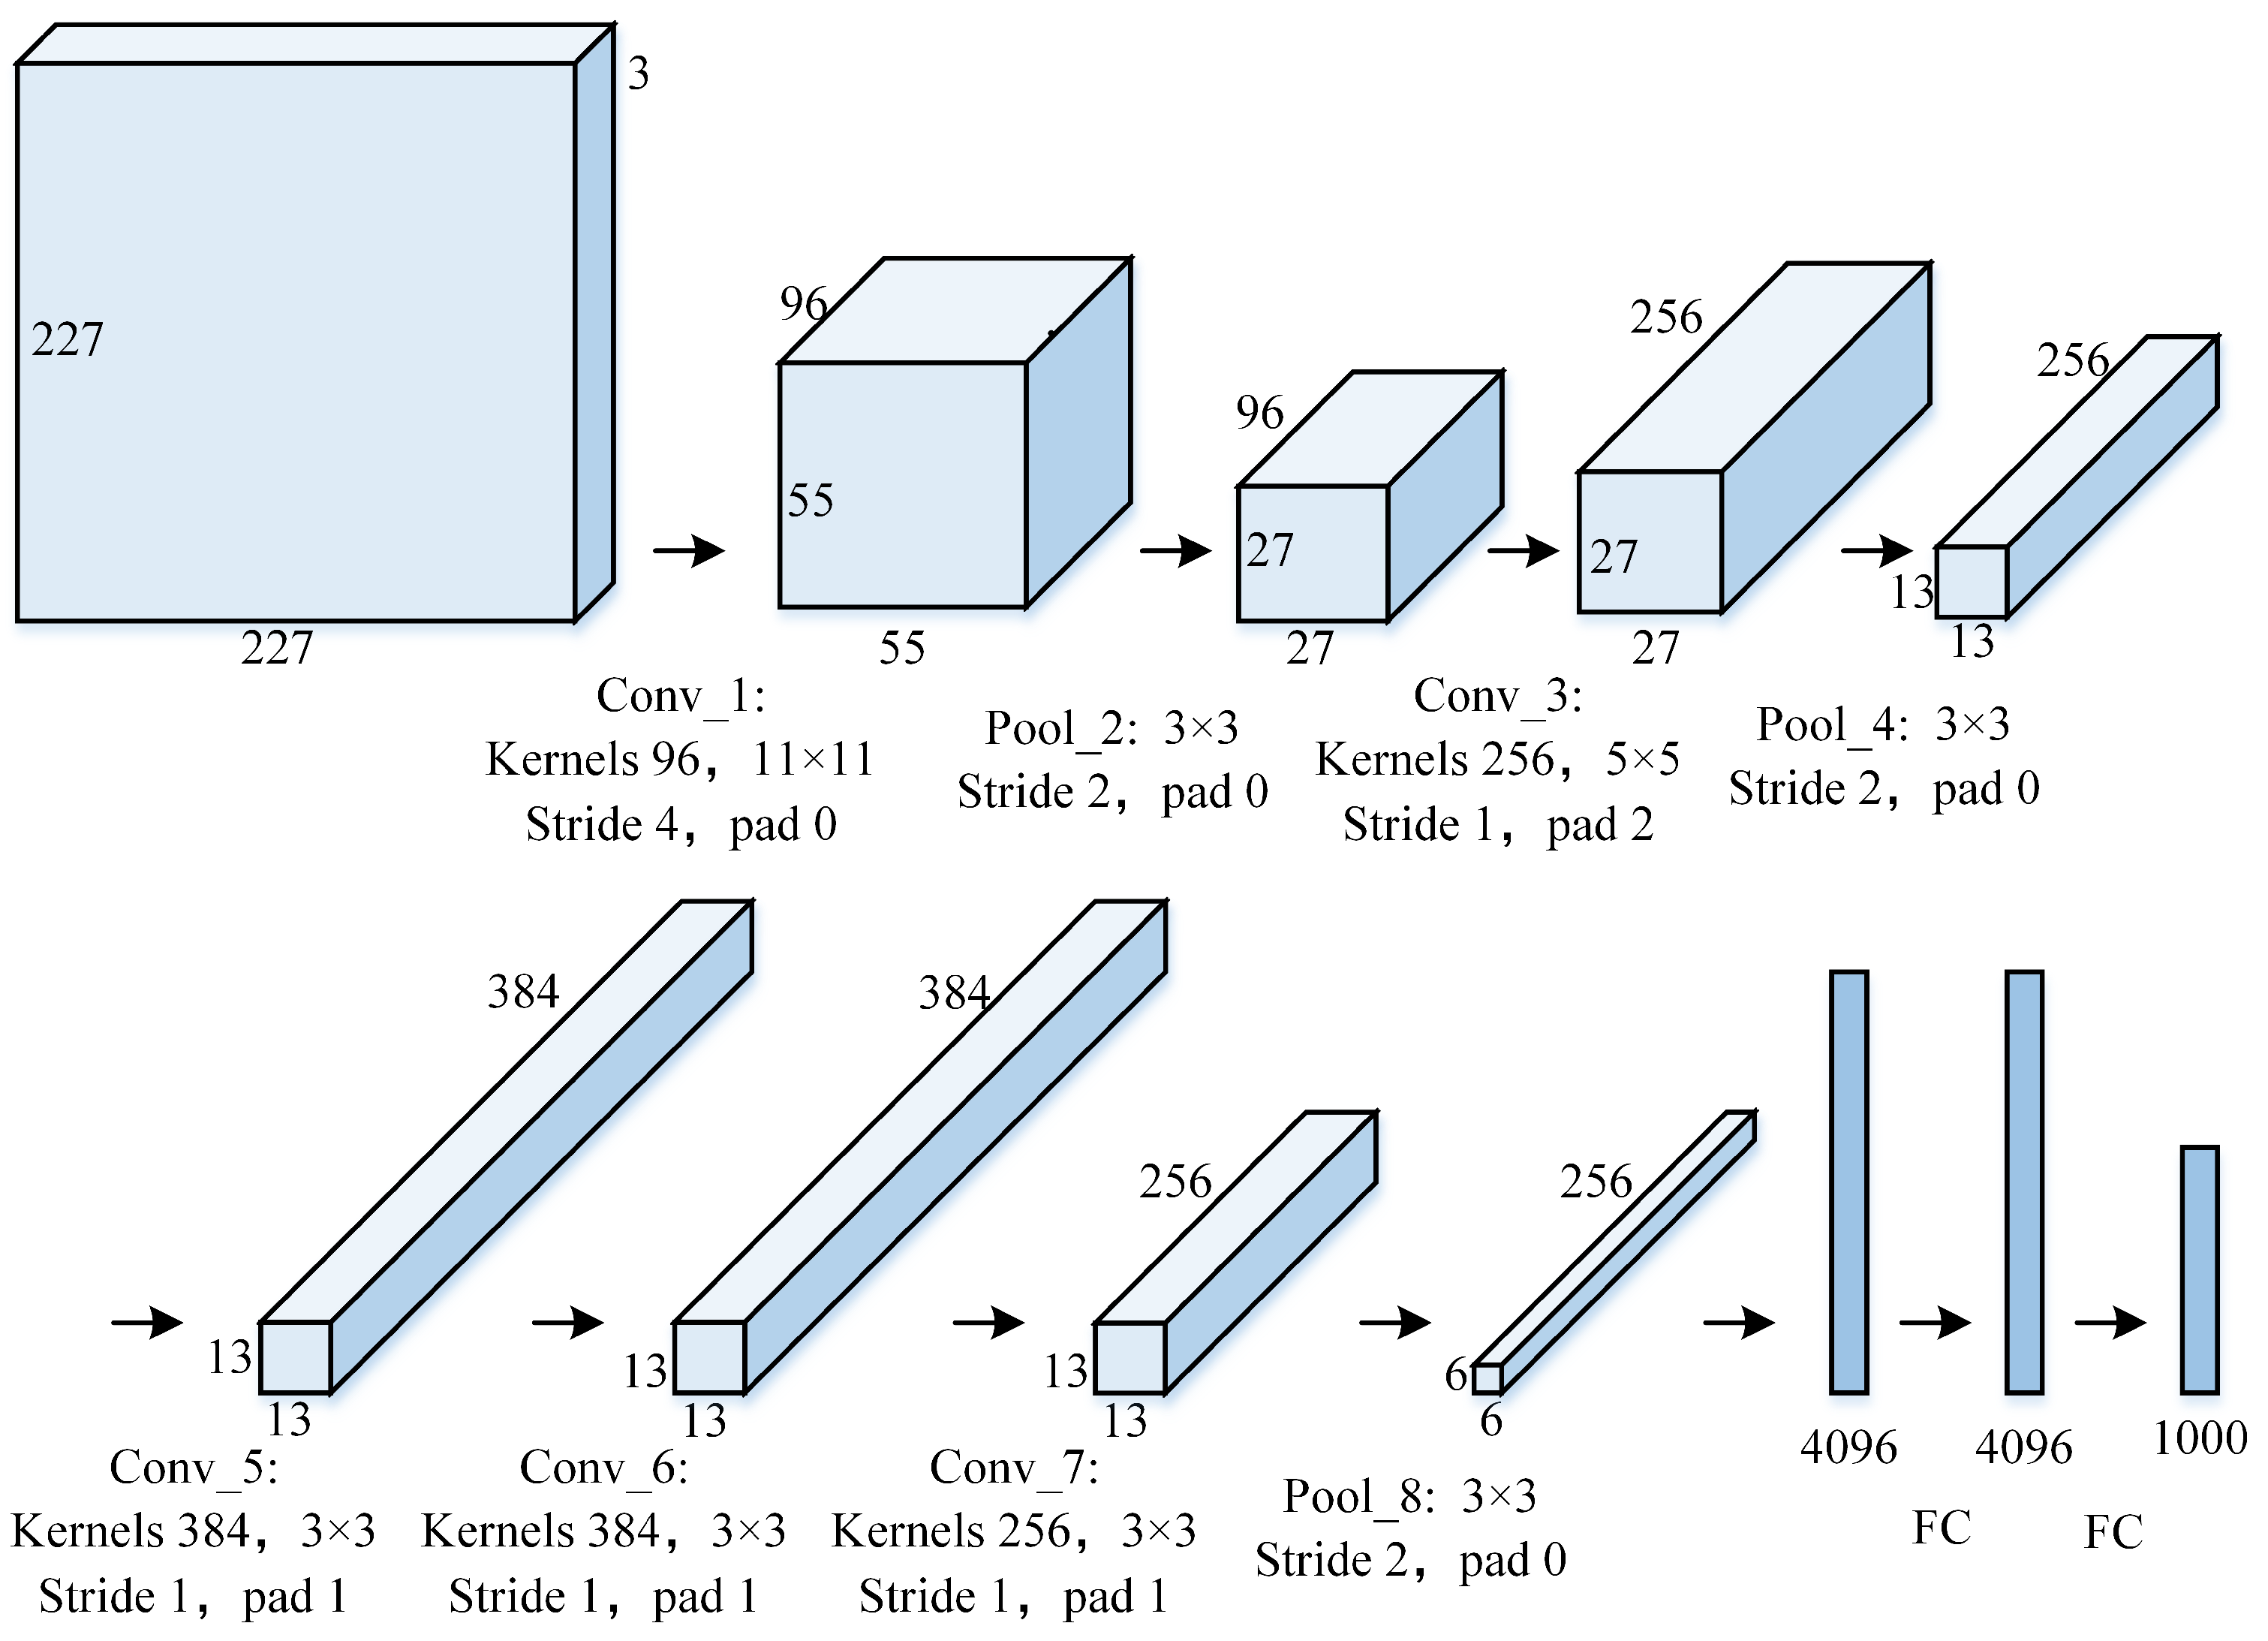 3
227
227
96
55
55
96
27
27
256
27
27
256
13
13
Conv_1:
Kernels 96，11×11
Stride 4，pad 0
Pool_2: 3×3
Stride 2，pad 0
Conv_3:
Kernels 256，5×5
Stride 1，pad 2
Pool_4: 3×3
Stride 2，pad 0
384
13
13
384
13
13
256
13
13
256
6
6
4096
4096
1000
Conv_5:
Kernels 384，3×3
Stride 1，pad 1
Conv_6:
Kernels 384，3×3
Stride 1，pad 1
Conv_7:
Kernels 256，3×3
Stride 1，pad 1
Pool_8: 3×3
Stride 2，pad 0
FC
FC